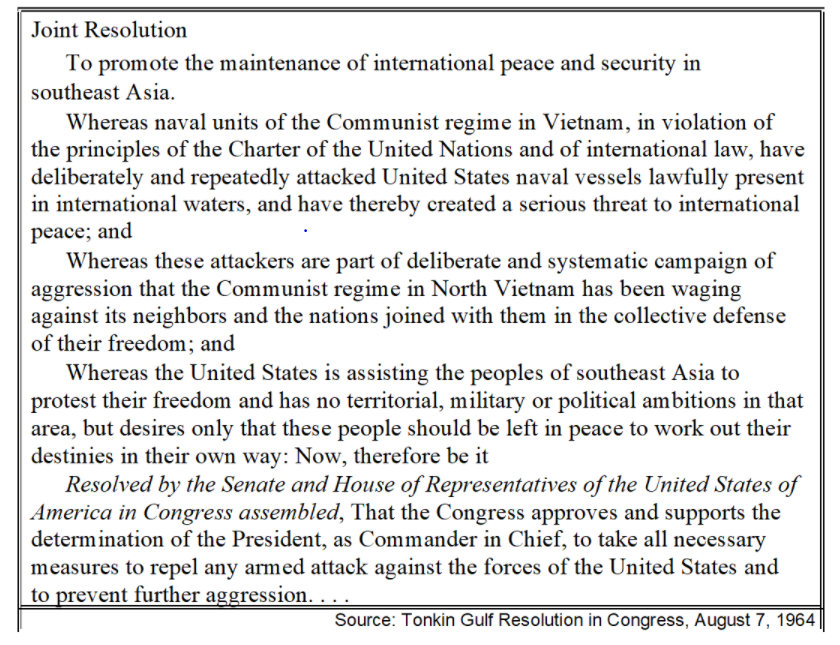 Joint Resolution
To promote the maintenance of international peace and security in
southeast Asia.
Whereas naval units of the Communist regime in Vietnam, in violation of
the principles of the Charter of the United Nations and of international law, have
deliberately and repeatedly attacked United States naval vessels lawfully present
in international waters, and have thereby created a serious threat to international
peace; and
Whereas these attackers are part of deliberate and systematic campaign of
aggression that the Communist regime in North Vietnam has been waging
against its neighbors and the nations joined with them in the collective defense
of their freedom; and
Whereas the United States is assisting the peoples of southeast Asia to
protest their freedom and has no territorial, military or political ambitions in that
area, but desires only that these people should be left in peace to work out their
destinies in their own way: Now, therefore be it
Resolved by the Senate and House of Representatives of the United States of
America in Congress assembled, That the Congress approves and supports the
determination of the President, as Commander in Chief, to take all necessary
measures to repel any armed attack against the forces of the United States and
to prevent further aggression. . . .
Source: Tonkin Gulf Resolution in Congress, August 7, 1964